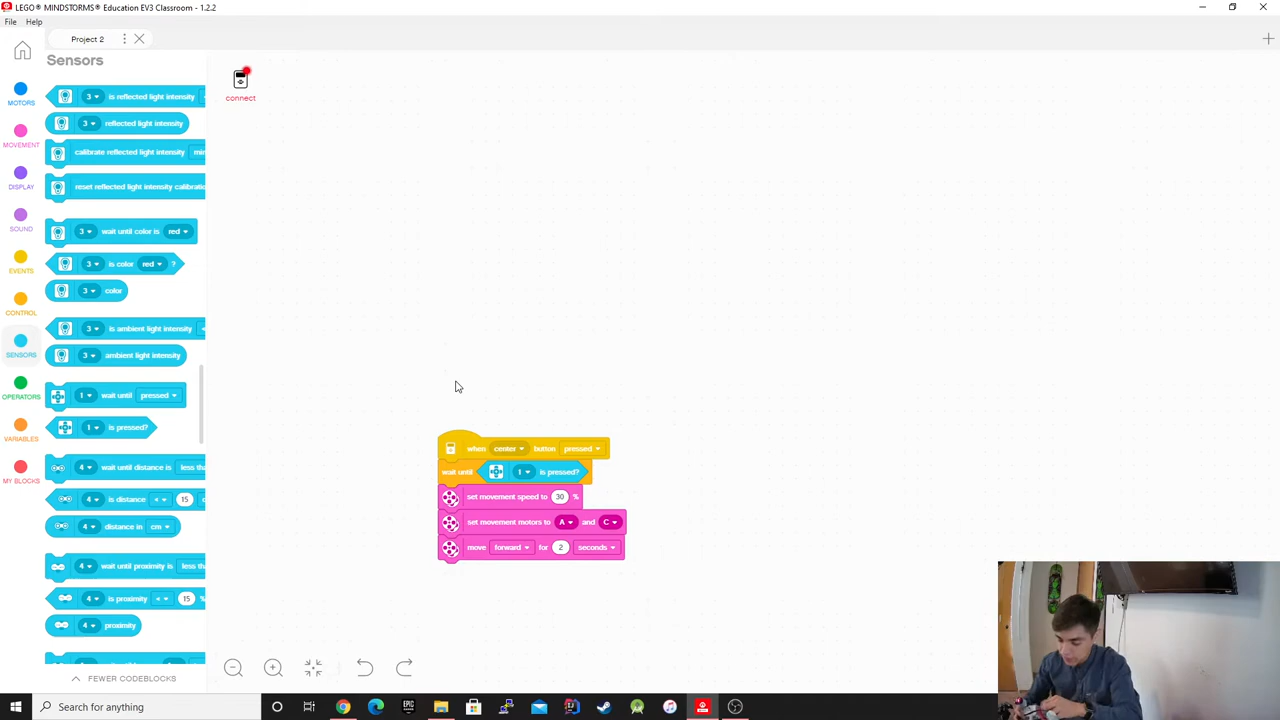 LEGO® MINDSTORMS® Education EV3 Classroom - 1.2.2
File Help
Project 2
Sensors
connect
MOTORS
MOVEMENT
DISPLAY
SOUND
EVENTS
CONTROL
SENSORS
OPERATORS
VARIABLES
MY BLOCKS
3 is reflected light intensity
3 reflected light intensity
calibrate reflected light intensity
reset reflected light intensity
3 wait until color is red
3 is color red ?
3 color
3 is ambient light intensity <
3 ambient light intensity
1 wait until pressed
1 is pressed?
4 wait until distance is less
4 is distance < 15
4 distance in cm
4 wait until proximity is less
4 is proximity < 15 %
4 proximity
FEWER CODEBLOCKS
when center button pressed
wait until 1 is pressed?
set movement speed to 30 %
set movement motors to A and C
move forward for 2 seconds
Search for anything
EPIC GAMES